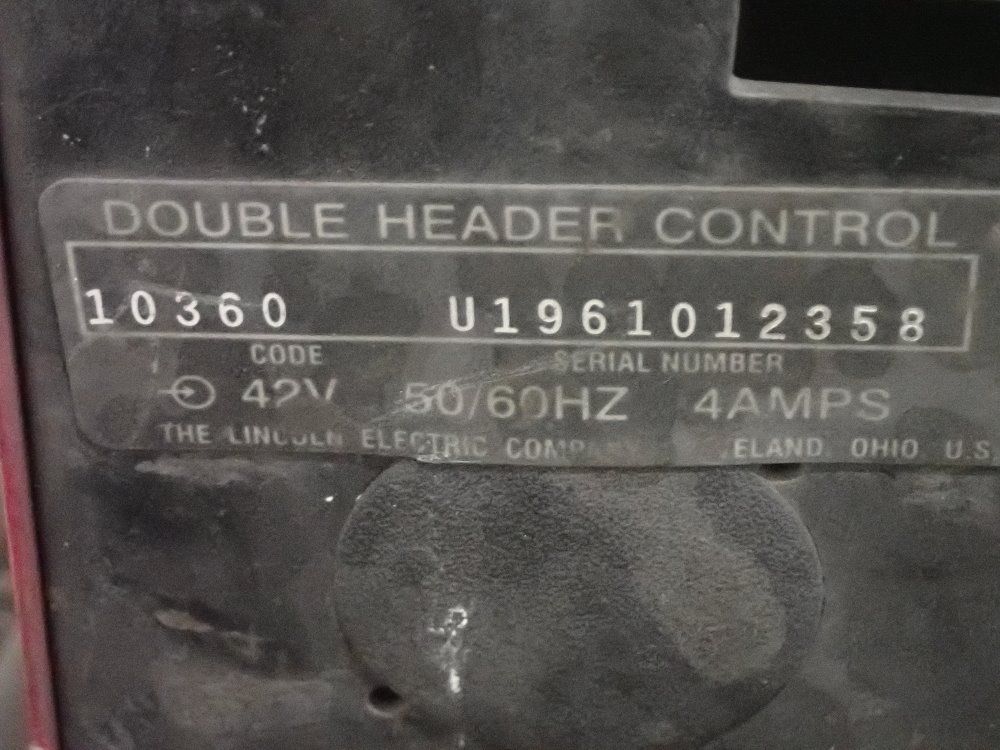 DOUBLE HEADER CONTROL
10360 U1961012358
CODE SERIAL NUMBER
42V 50/60HZ 4AMPS
THE LINCOLN ELECTRIC COMPANY ELAND, OHIO U.S.